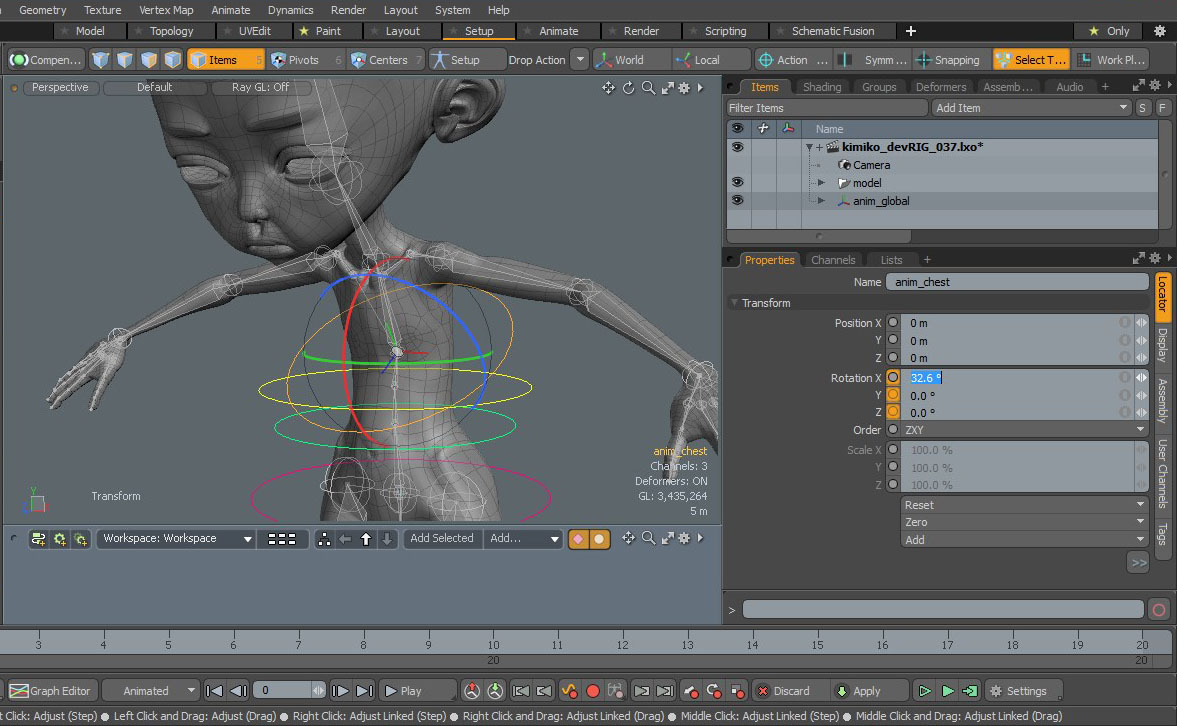 Geometry Texture Vertex Map Animate Dynamics Render Layout System Help
Model Topology UVEdit Paint Layout Setup Animate Render Scripting Schematic Fusion + Only
Compen... Items 5 Pivots 6 Centers 7 Setup Drop Action World Local Action ... Symm ... Snapping Select T... Work Pl...
Perspective Default Ray GL: Off
Items Shading Groups Deformers Assemb... Audio +
Filter Items Add Item S F
Name
kimiko_devRIG_037.lxo*
Camera
model
anim_global
Properties Channels Lists +
Name anim_chest
Transform
Position X 0 m
Y 0 m
Z 0 m
Rotation X 32.6 °
Y 0.0 °
Z 0.0 °
Order ZXY
Scale X 100.0 %
Y 100.0 %
Z 100.0 %
Reset
Zero
Add
>>
Locator
Display
Assembly
User Channels
Tags
anim_chest
Channels: 3
Deformers: ON
GL: 3,435,264
5 m
Y
Transform
Workspace: Workspace Add Selected Add...
>
3 4 5 6 7 8 9 10 11 12 13 14 15 16 17 18 19 20
20 20
Graph Editor Animated 0 Play Discard Apply Settings
t Click: Adjust (Step) ● Left Click and Drag: Adjust (Drag) ● Right Click: Adjust Linked (Step) ● Right Click and Drag: Adjust Linked (Drag) ● Middle Click: Adjust Linked (Step) ● Middle Click and Drag: Adjust Linked (Drag)